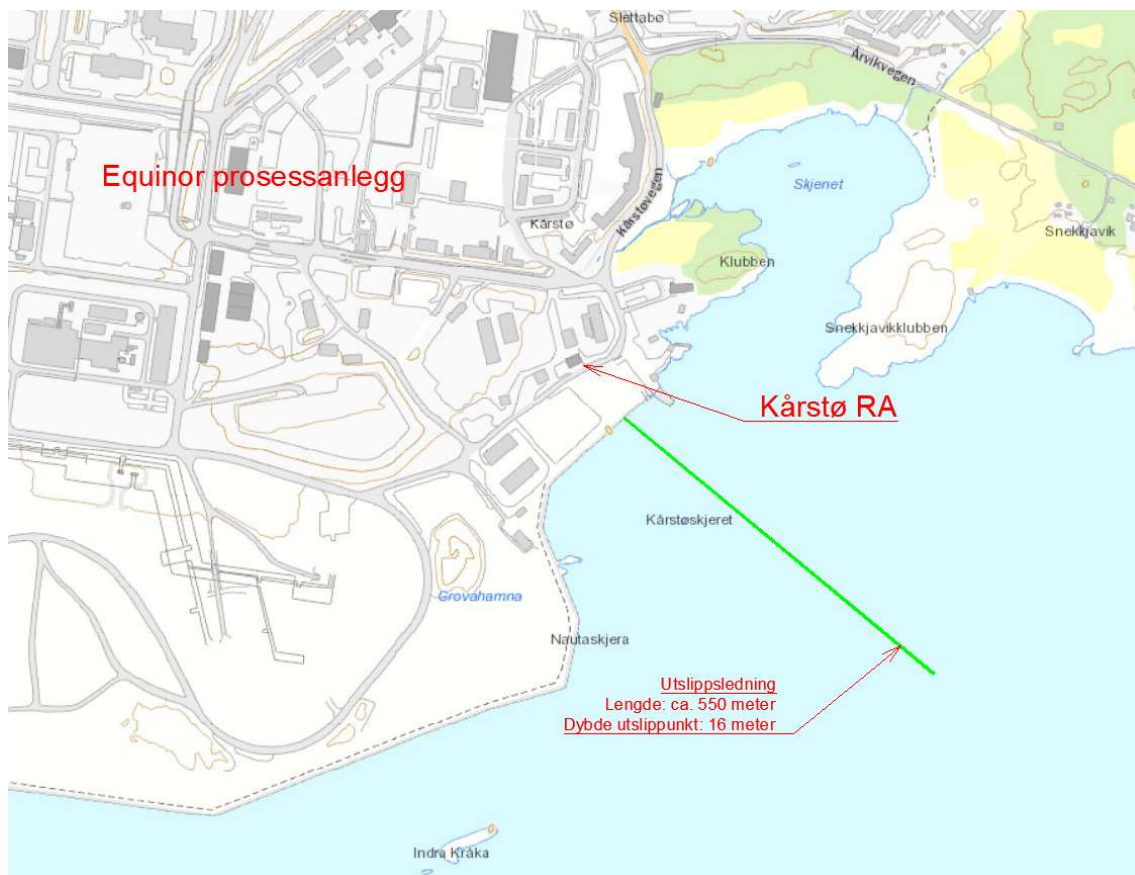 Slettabø
Årvikvegen
Equinor prosessanlegg
Skjenet
Kårstøvegen
Kårstø
Snekkjavik
Klubben
Snekkjavikklubben
Kårstø RA
Kårstøskjeret
Grovahamna
Nautaskjera
Utslippsledning
Lengde: ca. 550 meter
Dybde utslippunkt: 16 meter
Indra Kråka